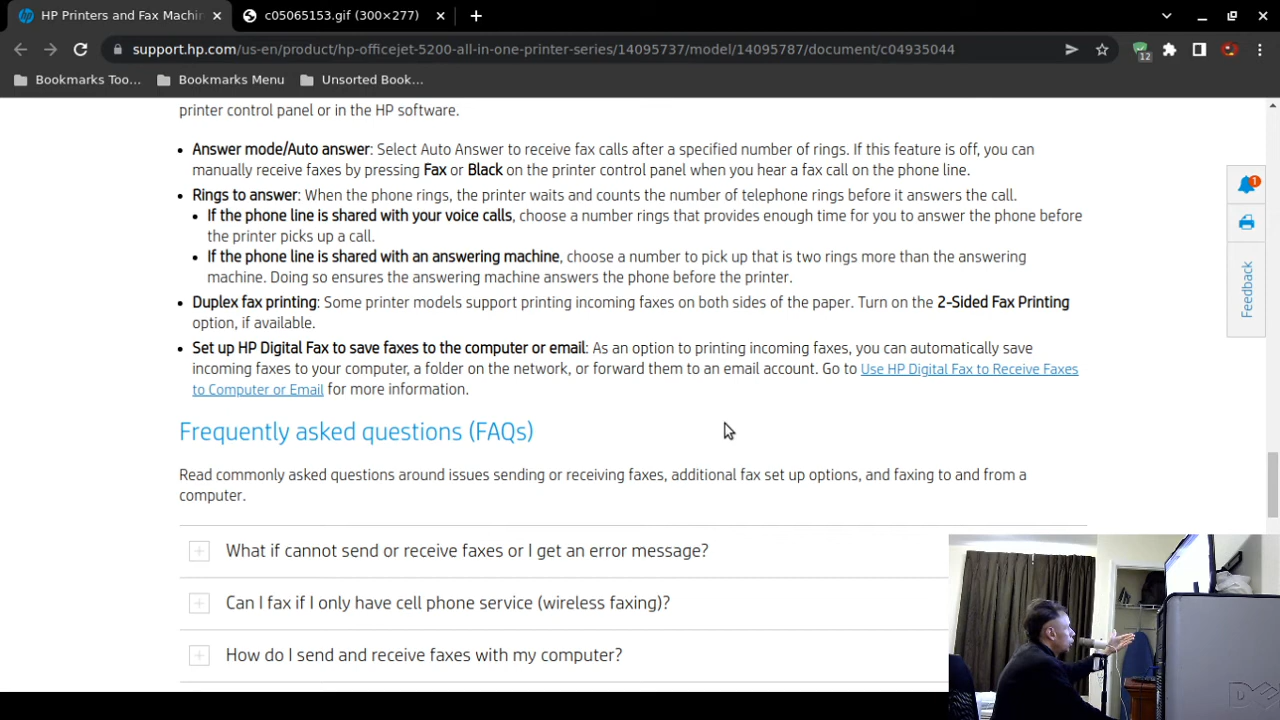 HP Printers and Fax Machin
c05065153.gif (300×277)
support.hp.com/us-en/product/hp-officejet-5200-all-in-one-printer-series/14095737/model/14095787/document/c04935044
12
Bookmarks Too...
Bookmarks Menu
Unsorted Book...
printer control panel or in the HP software.
• Answer mode/Auto answer: Select Auto Answer to receive fax calls after a specified number of rings. If this feature is off, you can
manually receive faxes by pressing Fax or Black on the printer control panel when you hear a fax call on the phone line.
• Rings to answer: When the phone rings, the printer waits and counts the number of telephone rings before it answers the call.
• If the phone line is shared with your voice calls, choose a number rings that provides enough time for you to answer the phone before
the printer picks up a call.
• If the phone line is shared with an answering machine, choose a number to pick up that is two rings more than the answering
machine. Doing so ensures the answering machine answers the phone before the printer.
• Duplex fax printing: Some printer models support printing incoming faxes on both sides of the paper. Turn on the 2-Sided Fax Printing
option, if available.
• Set up HP Digital Fax to save faxes to the computer or email: As an option to printing incoming faxes, you can automatically save
incoming faxes to your computer, a folder on the network, or forward them to an email account. Go to Use HP Digital Fax to Receive Faxes
to Computer or Email for more information.
1
Feedback
Frequently asked questions (FAQs)
Read commonly asked questions around issues sending or receiving faxes, additional fax set up options, and faxing to and from a
computer.
What if cannot send or receive faxes or I get an error message?
Can I fax if I only have cell phone service (wireless faxing)?
How do I send and receive faxes with my computer?
DELL